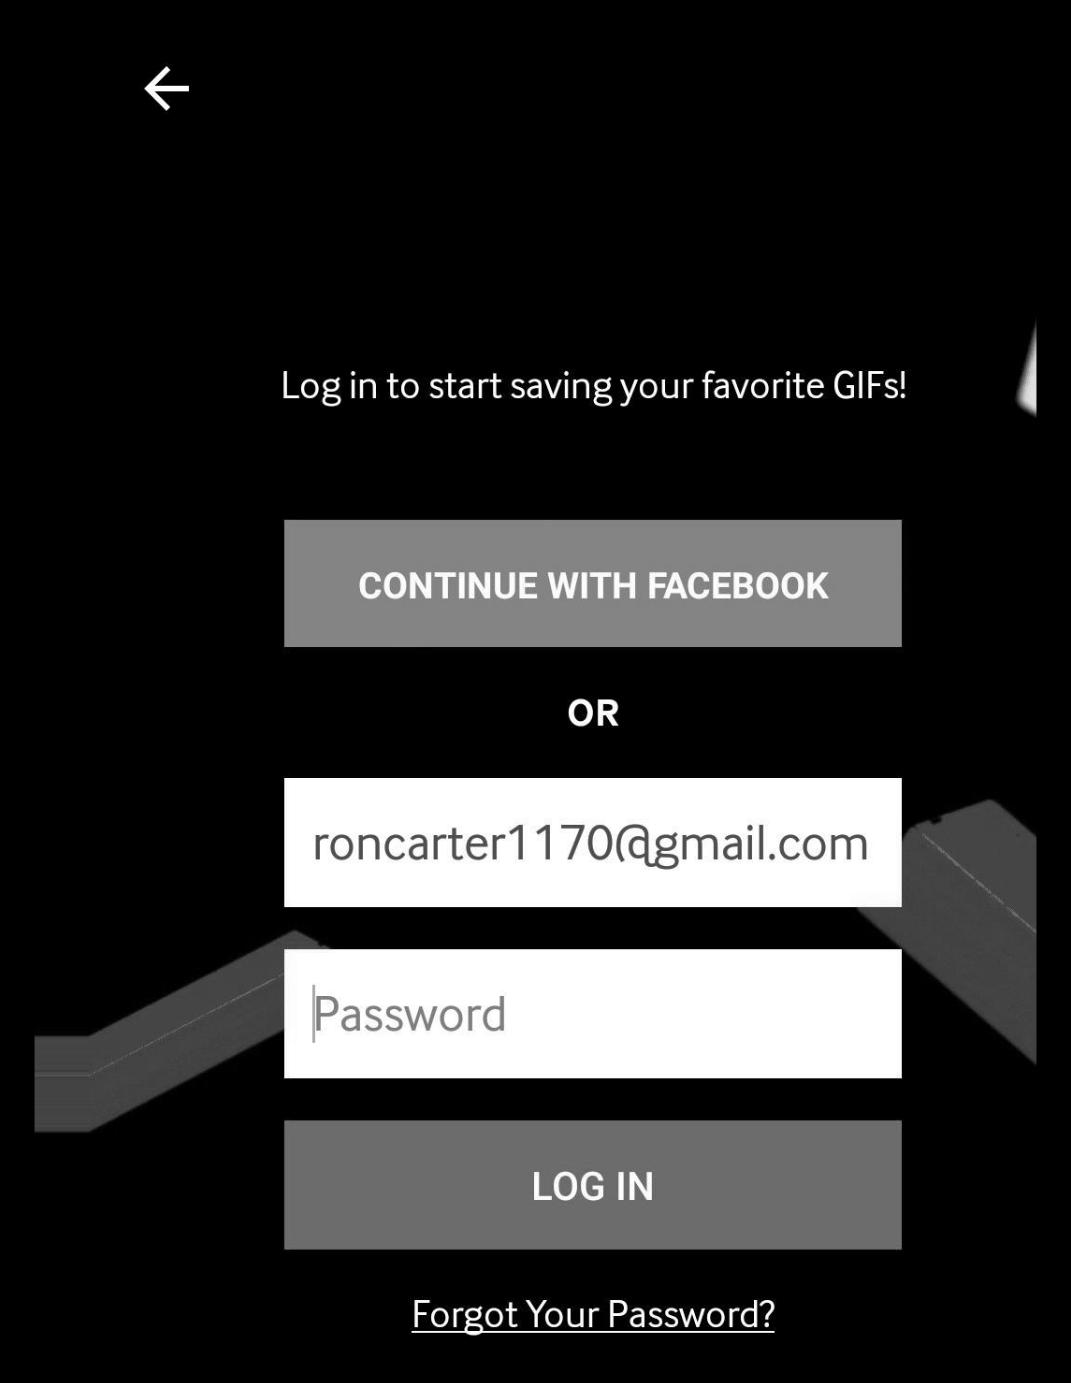 Log in to start saving your favorite GIFs!
CONTINUE WITH FACEBOOK
OR
roncarter1170@gmail.com
Password
LOG IN
Forgot Your Password?